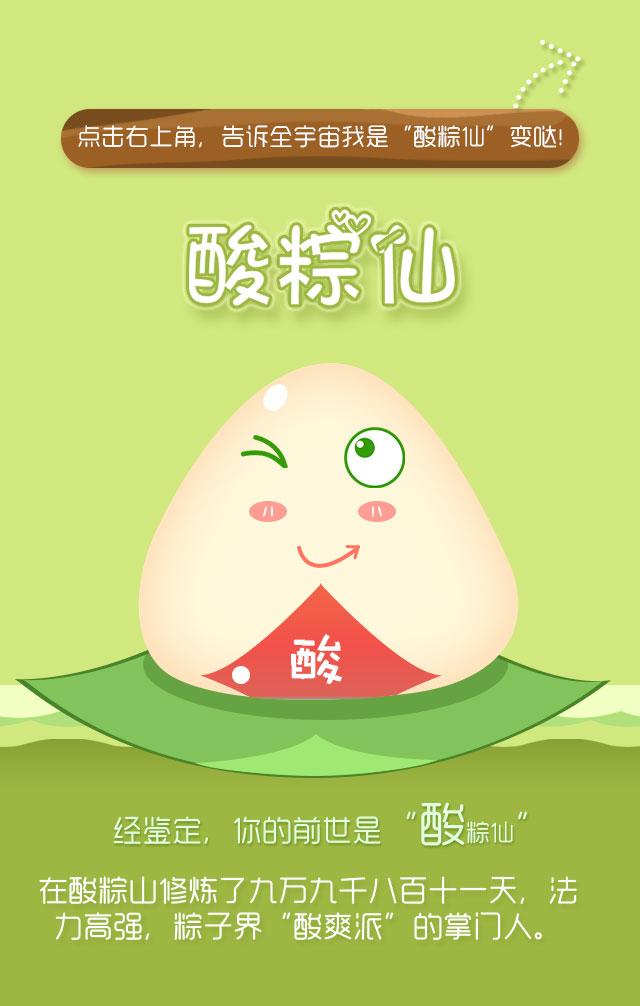 点击右上角，告诉全宇宙我是“酸粽仙”变哒!
酸粽仙
酸
经鉴定，你的前世是“酸粽仙”
在酸粽山修炼了九万九千八百十一天，法
力高强，粽子界“酸爽派”的掌门人。